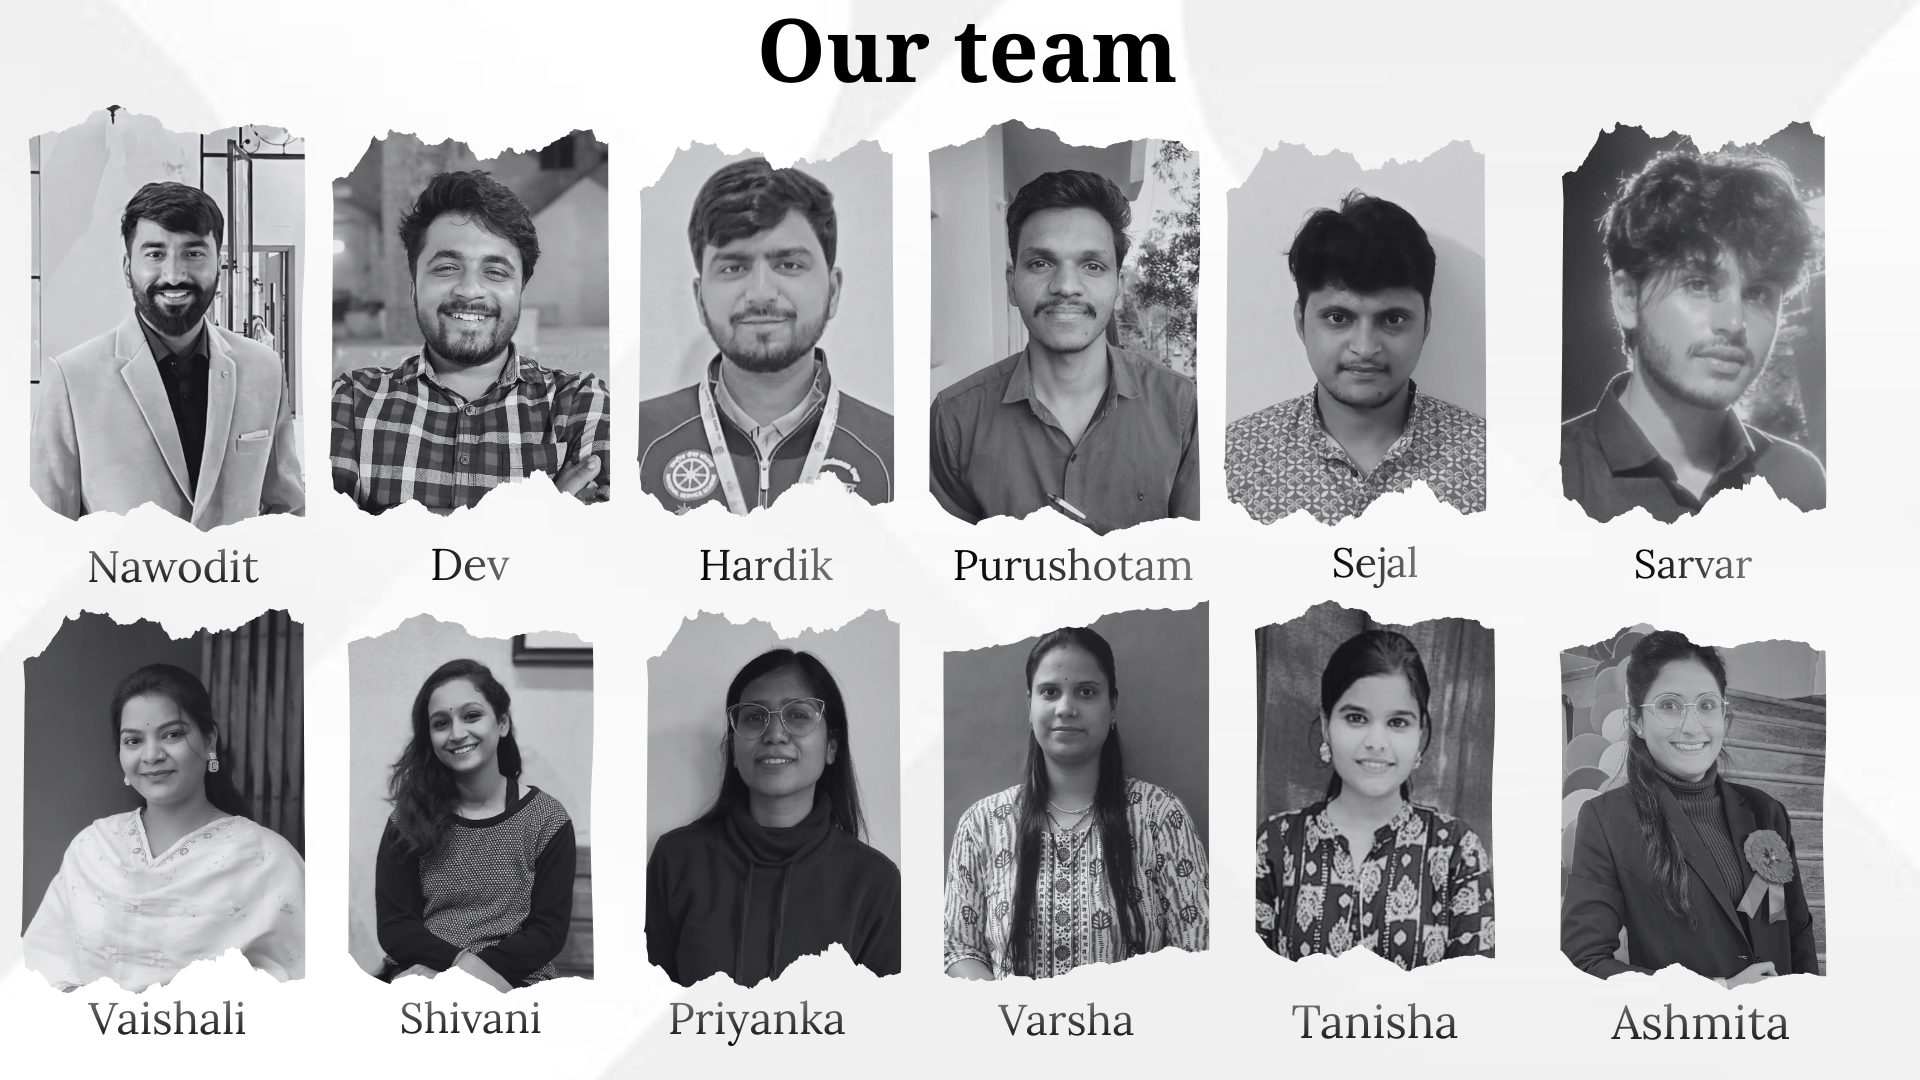 Our team
Nawodit
Dev
Hardik
Purushotam
Sejal
Sarvar
Vaishali
Shivani
Priyanka
Varsha
Tanisha
Ashmita